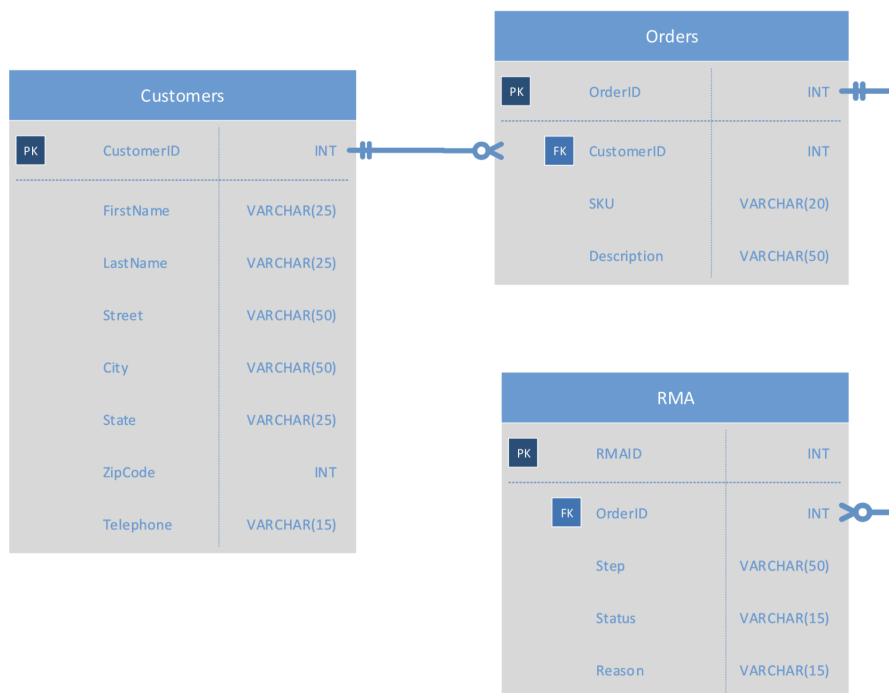 Customers
PK CustomerID INT
FirstName VARCHAR(25)
LastName VARCHAR(25)
Street VARCHAR(50)
City VARCHAR(50)
State VARCHAR(25)
ZipCode INT
Telephone VARCHAR(15)
Orders
PK OrderID INT
FK CustomerID INT
SKU VARCHAR(20)
Description VARCHAR(50)
RMA
PK RMAID INT
FK OrderID INT
Step VARCHAR(50)
Status VARCHAR(15)
Reason VARCHAR(15)